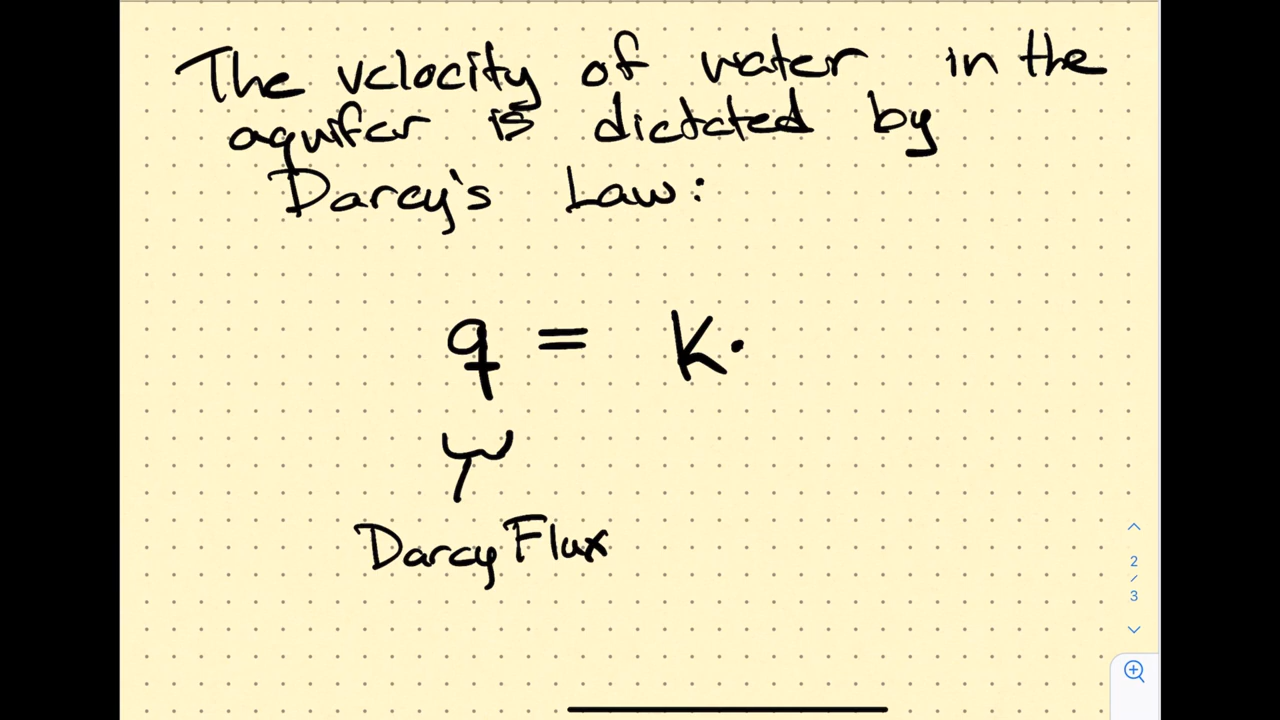 The velocity of water in the
aquifer is dictated by
Darcy's Law:
q = K·
Darcy Flux
2
/
3